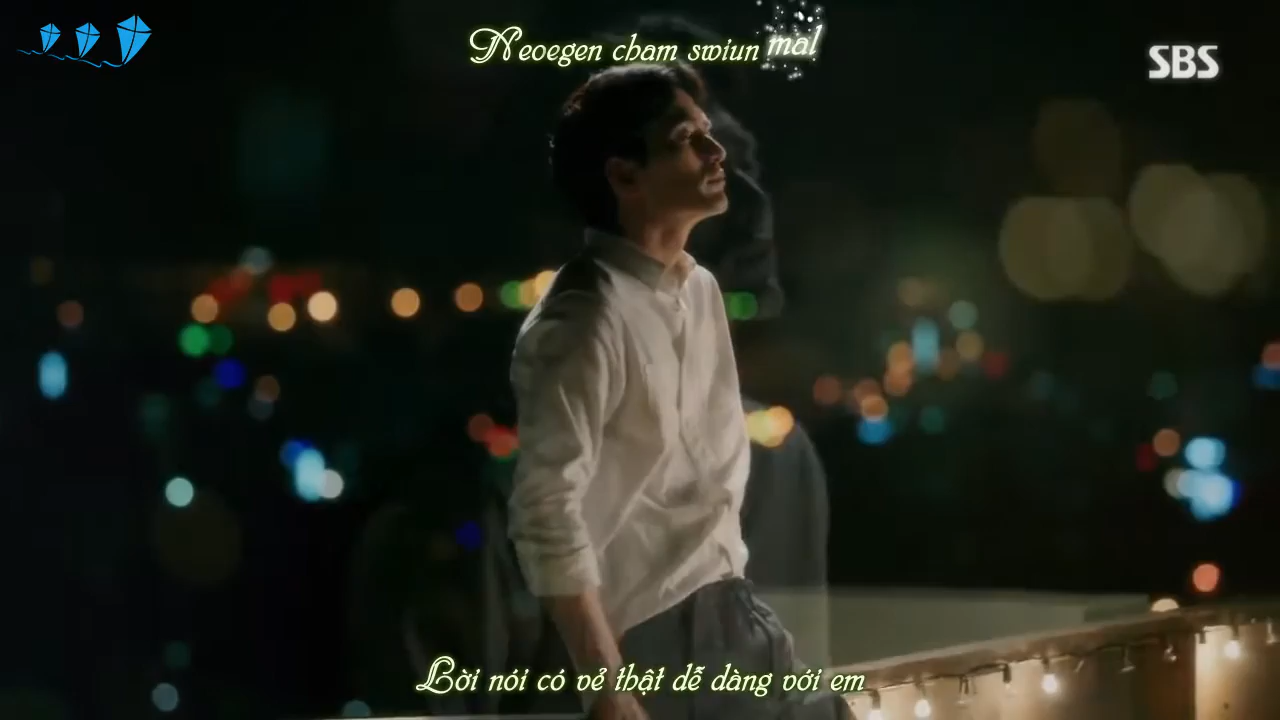 Neoegen cham swiun mal
SBS
Lời nói có vẻ thật dễ dàng với em